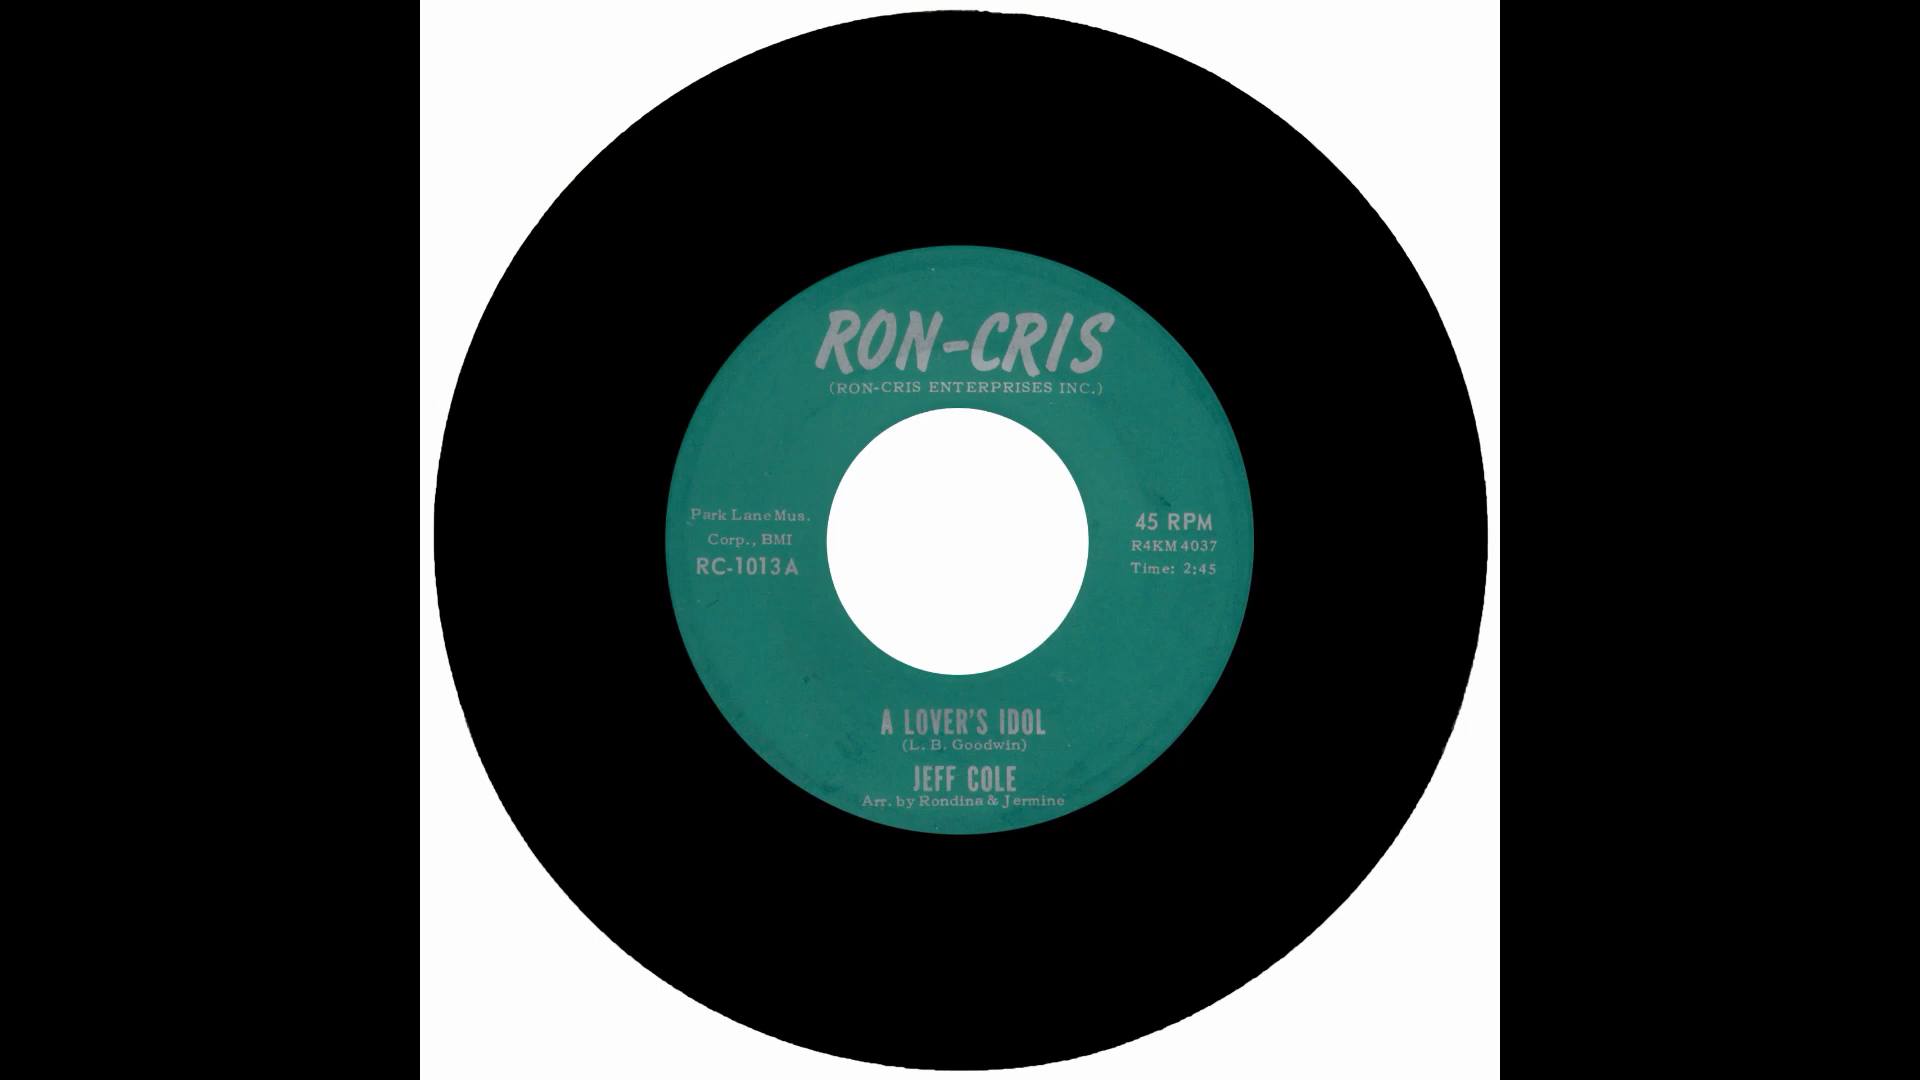 RON-CRIS
(RON-CRIS ENTERPRISES INC.)
Park Lane Mus.
Corp., BMI
RC-1013A
45 RPM
R4KM 4037
Time: 2:45
A LOVER'S IDOL
(L. B. Goodwin)
JEFF COLE
Arr. by Rondina & Jermine